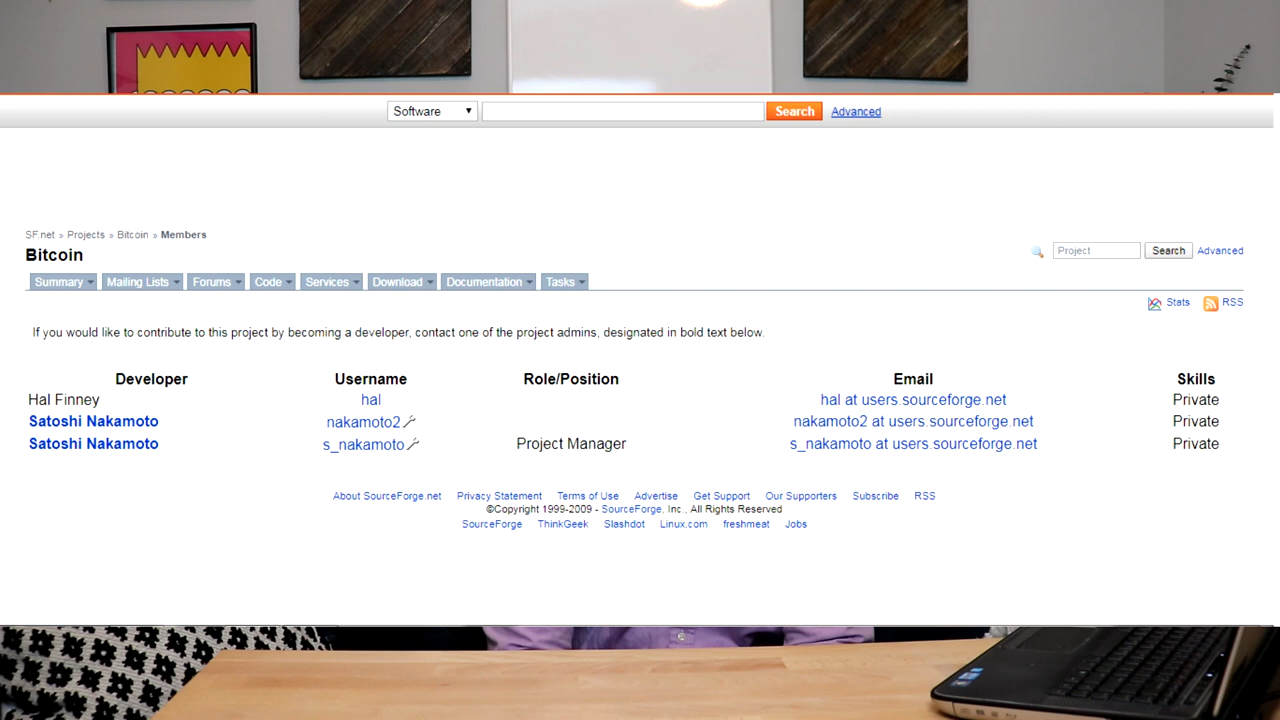 Software Search Advanced
SF.net » Projects » Bitcoin » Members
Bitcoin
Project Search Advanced
Summary Mailing Lists Forums Code Services Download Documentation Tasks
Stats RSS
If you would like to contribute to this project by becoming a developer, contact one of the project admins, designated in bold text below.
Developer Username Role/Position Email Skills
Hal Finney hal hal at users.sourceforge.net Private
Satoshi Nakamoto nakamoto2 nakamoto2 at users.sourceforge.net Private
Satoshi Nakamoto s_nakamoto Project Manager s_nakamoto at users.sourceforge.net Private
About SourceForge.net Privacy Statement Terms of Use Advertise Get Support Our Supporters Subscribe RSS
©Copyright 1999-2009 - SourceForge, Inc., All Rights Reserved
SourceForge ThinkGeek Slashdot Linux.com freshmeat Jobs